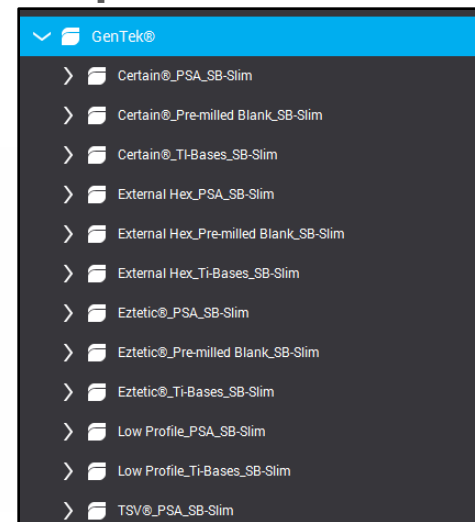 GenTek®
Certain®_PSA_SB-Slim
Certain®_Pre-milled Blank_SB-Slim
Certain®_TI-Bases_SB-Slim
External Hex_PSA_SB-Slim
External Hex_Pre-milled Blank_SB-Slim
External Hex_Ti-Bases_SB-Slim
Eztetic®_PSA_SB-Slim
Eztetic®_Pre-milled Blank_SB-Slim
Eztetic®_Ti-Bases_SB-Slim
Low Profile_PSA_SB-Slim
Low Profile_Ti-Bases_SB-Slim
TSV®_PSA_SB-Slim